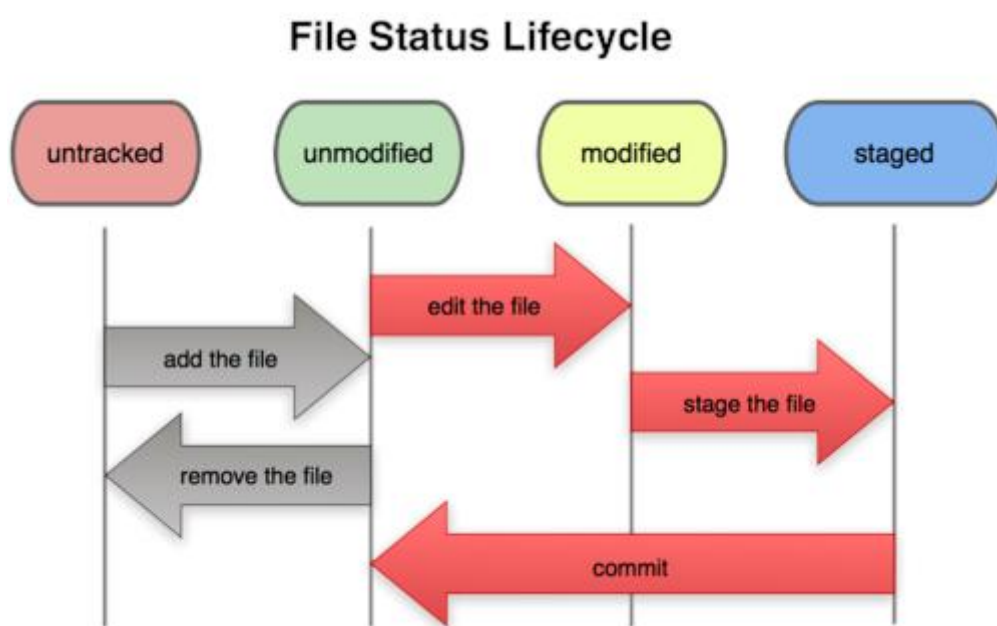 File Status Lifecycle
untracked
unmodified
modified
staged
edit the file
add the file
stage the file
remove the file
commit